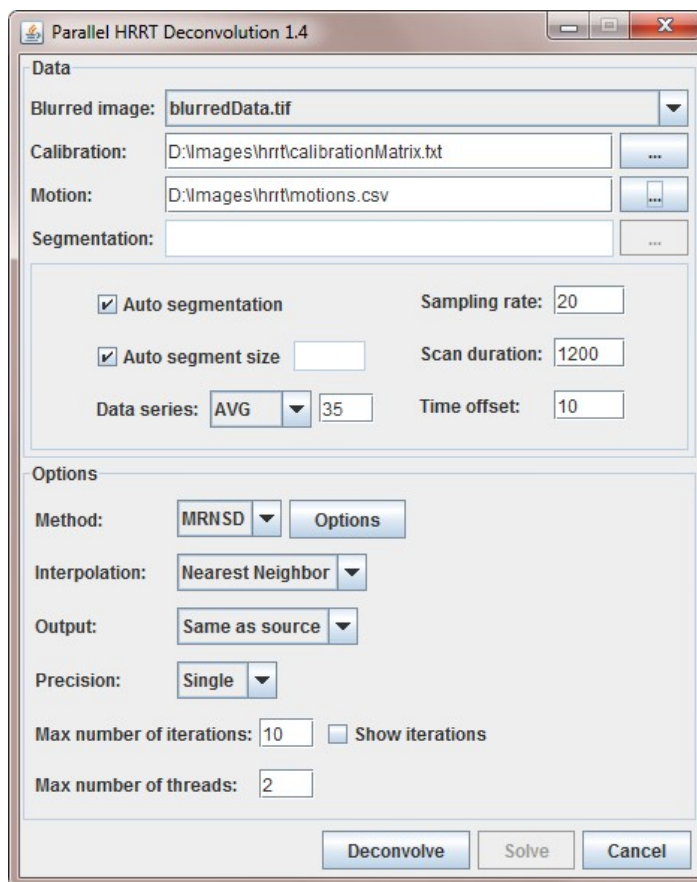 Parallel HRRT Deconvolution 1.4
Data
Blurred image: blurredData.tif
Calibration: D:\Images\hrrt\calibrationMatrix.txt ...
Motion: D:\Images\hrrt\motions.csv ...
Segmentation: ...
Auto segmentation Sampling rate: 20
Auto segment size Scan duration: 1200
Data series: AVG 35 Time offset: 10
Options
Method: MRNSD Options
Interpolation: Nearest Neighbor
Output: Same as source
Precision: Single
Max number of iterations: 10 Show iterations
Max number of threads: 2
Deconvolve Solve Cancel